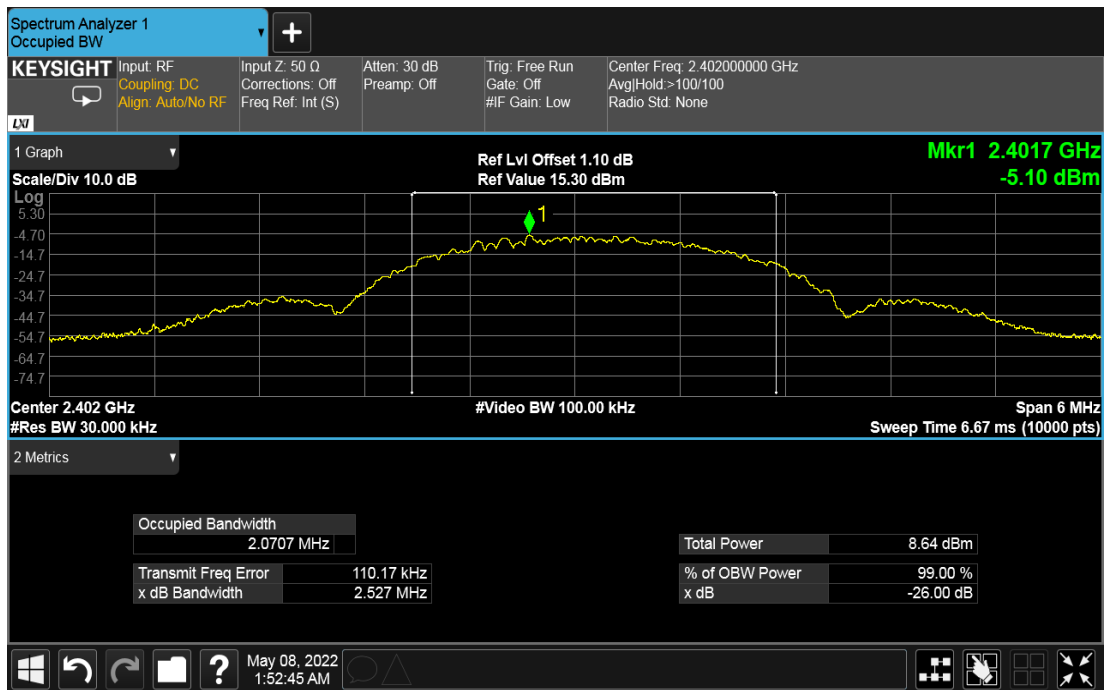 Spectrum Analyzer 1
Occupied BW
KEYSIGHT
LXI
Input: RF
Coupling: DC
Align: Auto/No RF
Input Z: 50 Ω
Corrections: Off
Freq Ref: Int (S)
Atten: 30 dB
Preamp: Off
Trig: Free Run
Gate: Off
#IF Gain: Low
Center Freq: 2.402000000 GHz
Avg|Hold:>100/100
Radio Std: None
1 Graph
Scale/Div 10.0 dB
Ref Lvl Offset 1.10 dB
Ref Value 15.30 dBm
Mkr1 2.4017 GHz
-5.10 dBm
Log
5.30
-4.70
-14.7
-24.7
-34.7
-44.7
-54.7
-64.7
-74.7
1
Center 2.402 GHz
#Res BW 30.000 kHz
#Video BW 100.00 kHz
Span 6 MHz
Sweep Time 6.67 ms (10000 pts)
2 Metrics
Occupied Bandwidth
2.0707 MHz
Transmit Freq Error 110.17 kHz
x dB Bandwidth 2.527 MHz
Total Power 8.64 dBm
% of OBW Power 99.00 %
x dB -26.00 dB
?
May 08, 2022
1:52:45 AM